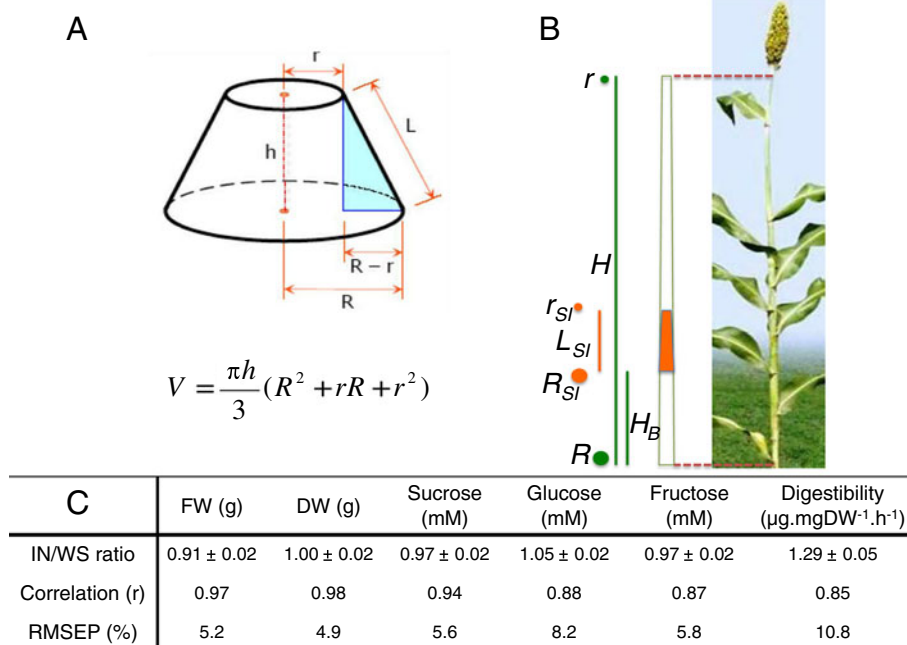 A
r
h
L
R – r
R
V = πh/3 (R² + rR + r²)
B
r
H
r_SI
L_SI
R_SI
H_B
R
C FW (g) DW (g) Sucrose (mM) Glucose (mM) Fructose (mM) Digestibility (µg.mgDW⁻¹.h⁻¹)
IN/WS ratio 0.91 ± 0.02 1.00 ± 0.02 0.97 ± 0.02 1.05 ± 0.02 0.97 ± 0.02 1.29 ± 0.05
Correlation (r) 0.97 0.98 0.94 0.88 0.87 0.85
RMSEP (%) 5.2 4.9 5.6 8.2 5.8 10.8